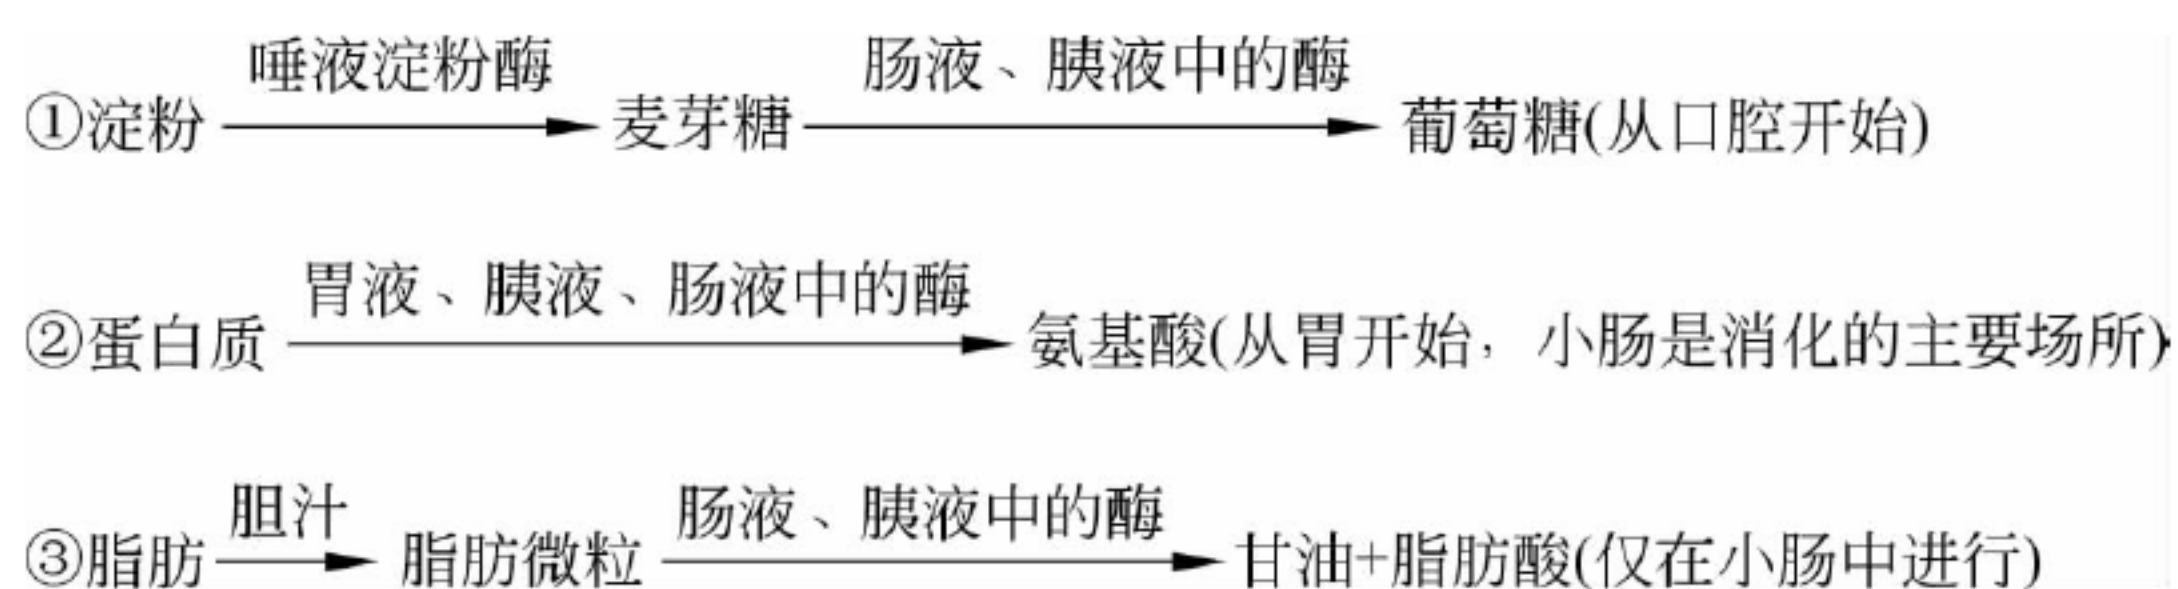 唾液淀粉酶 肠液、胰液中的酶
①淀粉 麦芽糖 葡萄糖(从口腔开始)
胃液、胰液、肠液中的酶
②蛋白质 氨基酸(从胃开始，小肠是消化的主要场所)
胆汁 肠液、胰液中的酶
③脂肪 脂肪微粒 甘油+脂肪酸(仅在小肠中进行)